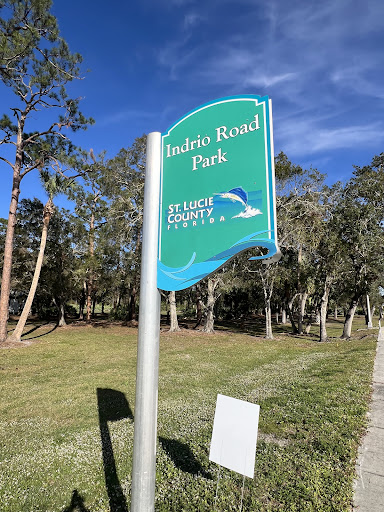 Indrio Road
Park
ST. LUCIE
COUNTY
FLORIDA